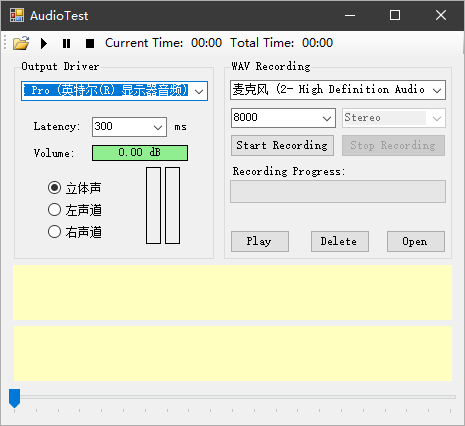 AudioTest
Current Time: 00:00 Total Time: 00:00
Output Driver
Pro (英特尔(R) 显示器音频)
Latency: 300 ms
Volume: 0.00 dB
立体声
左声道
右声道
WAV Recording
麦克风 (2- High Definition Audio
8000 Stereo
Start Recording Stop Recording
Recording Progress:
Play Delete Open